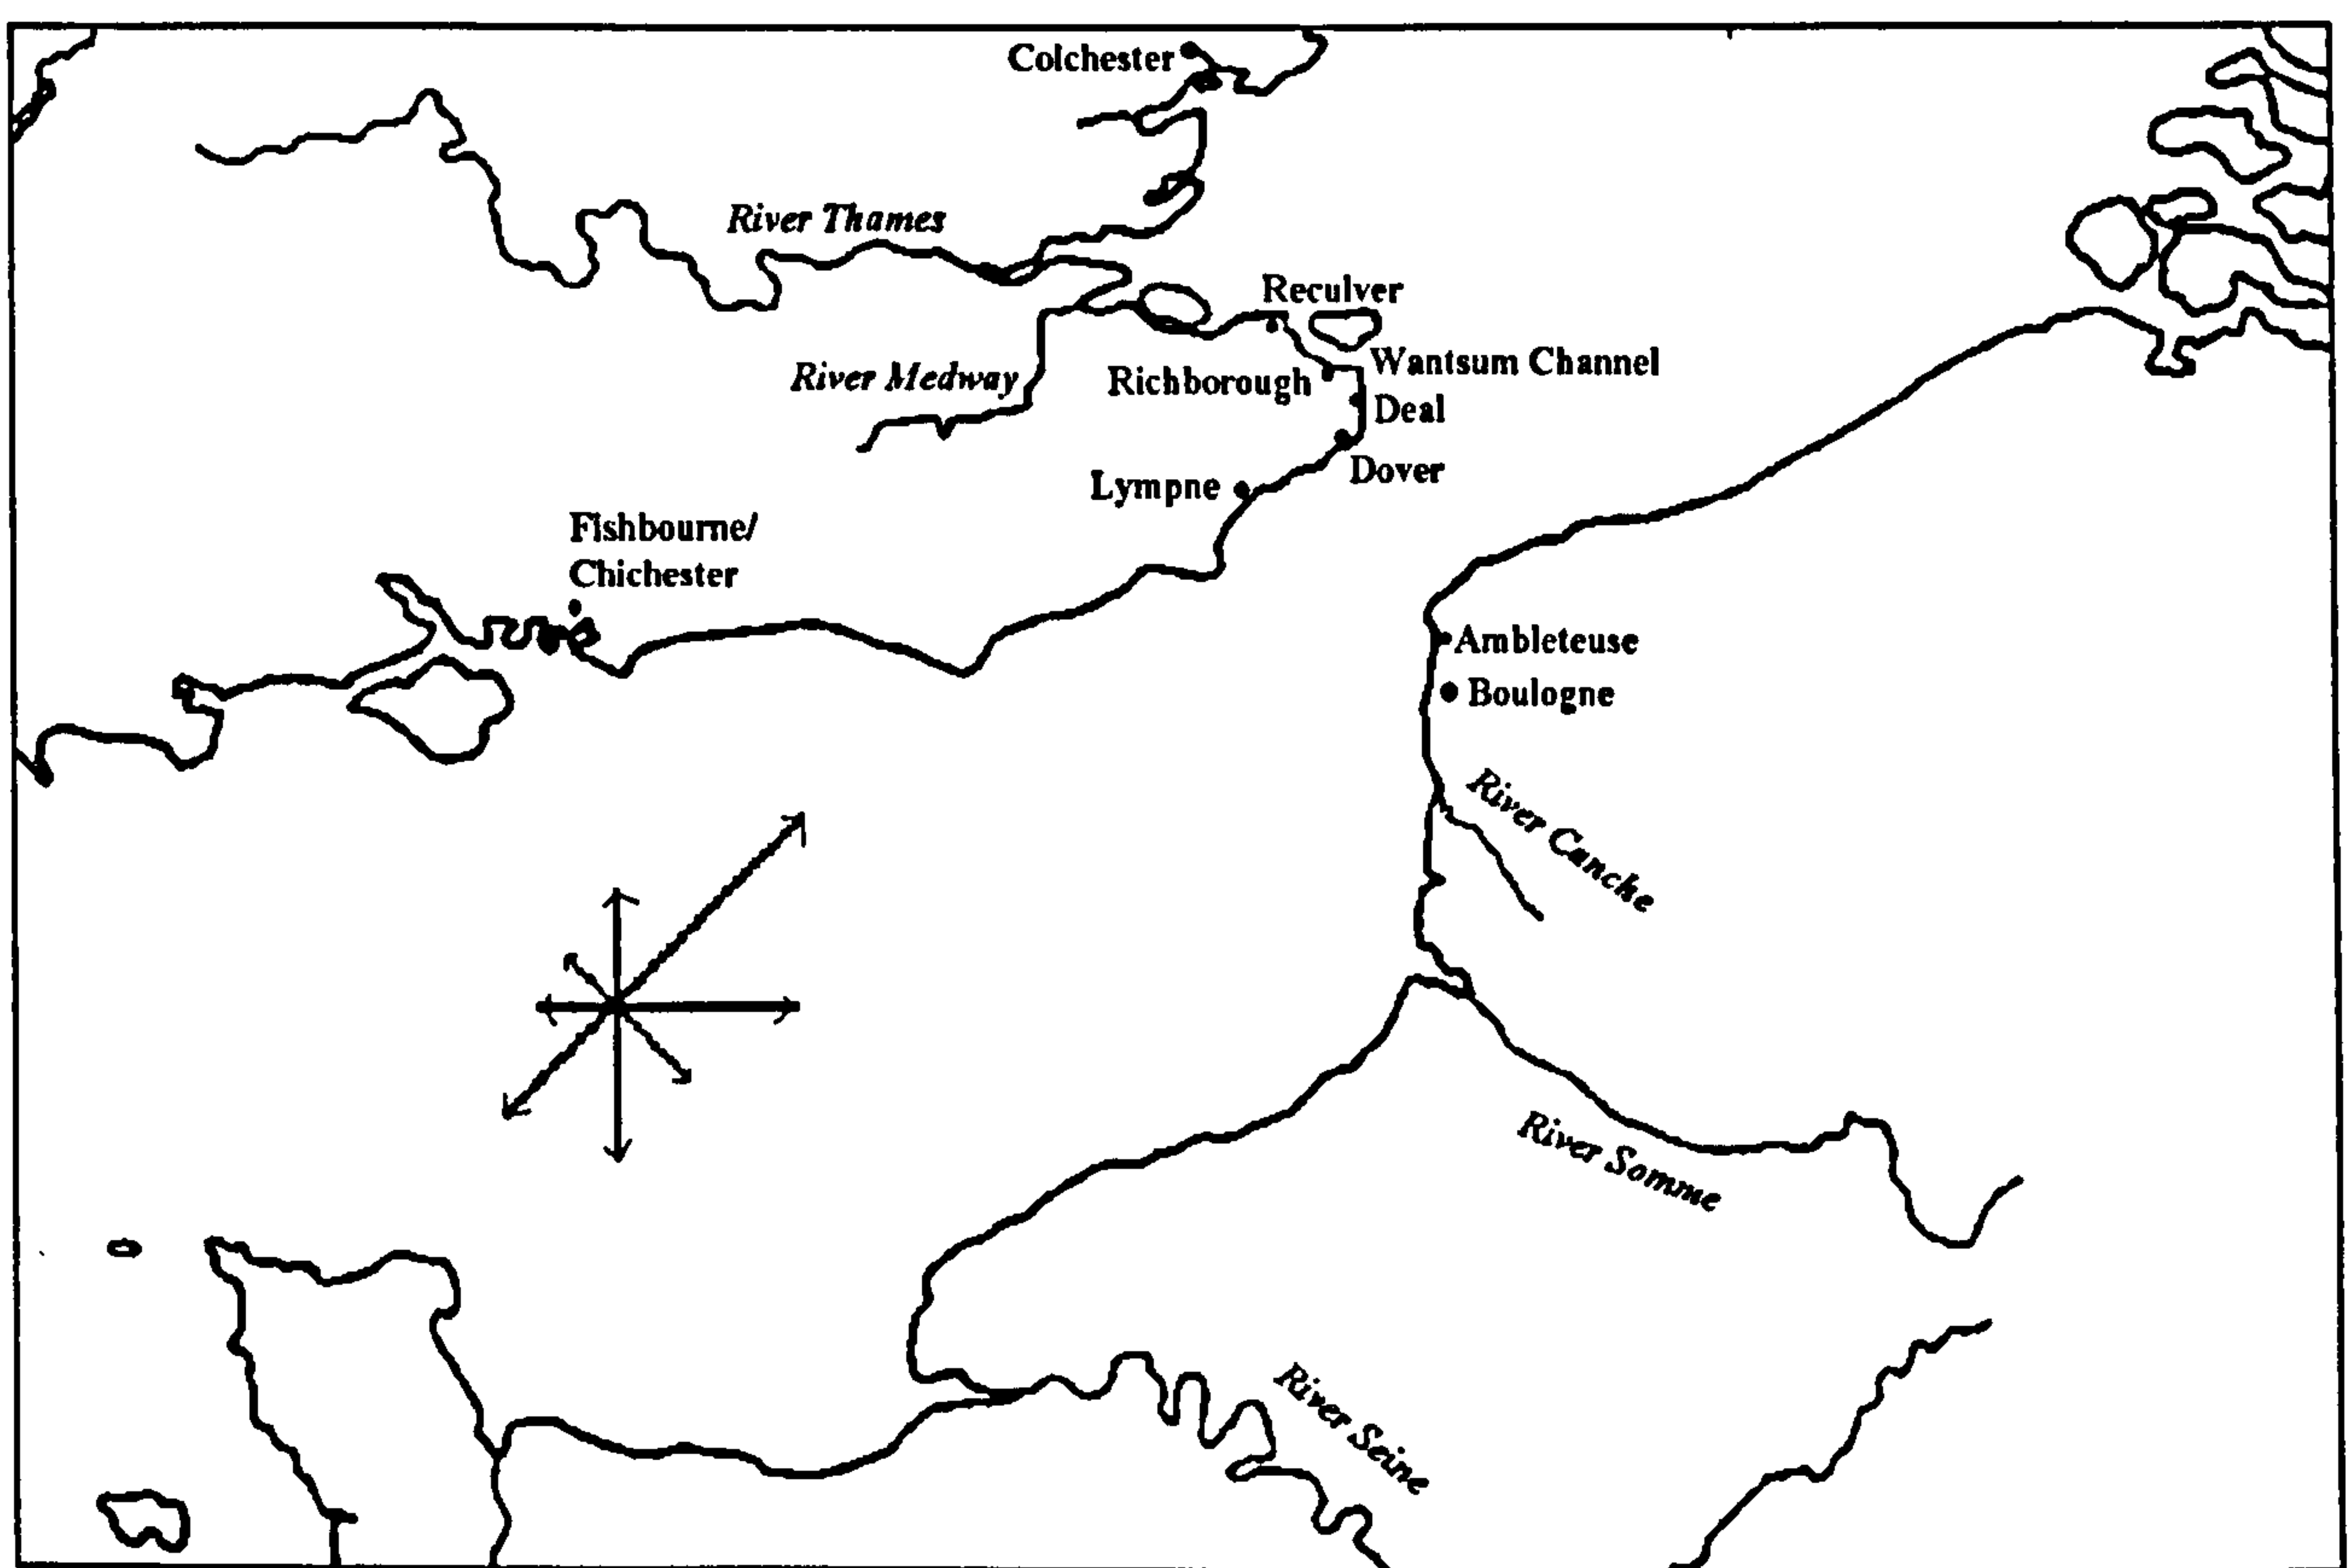 Colchester
River Thames
Reculver
Wantsum Channel
River Medway
Richborough
Deal
Dover
Lympne
Fishbourne/
Chichester
Ambleteuse
Boulogne
River Canche
River Somme
River Seine